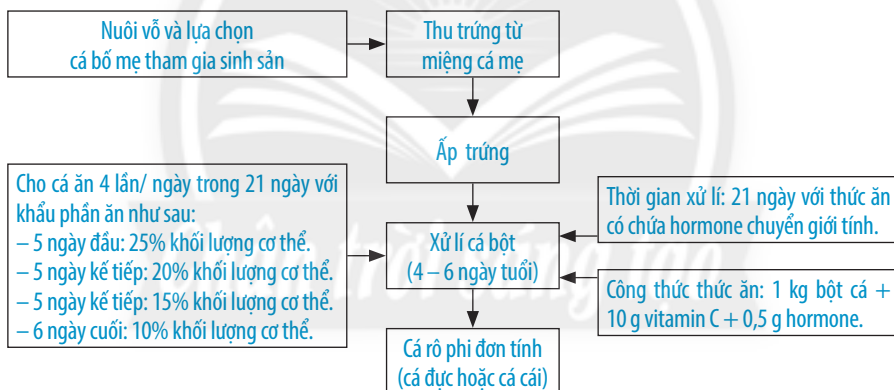 Nuôi vỗ và lựa chọn
cá bố mẹ tham gia sinh sản
Thu trứng từ
miệng cá mẹ
Ấp trứng
Cho cá ăn 4 lần/ ngày trong 21 ngày với
khẩu phần ăn như sau:
– 5 ngày đầu: 25% khối lượng cơ thể.
– 5 ngày kế tiếp: 20% khối lượng cơ thể.
– 5 ngày kế tiếp: 15% khối lượng cơ thể.
– 6 ngày cuối: 10% khối lượng cơ thể.
Xử lí cá bột
(4 – 6 ngày tuổi)
Thời gian xử lí: 21 ngày với thức ăn
có chứa hormone chuyển giới tính.
Công thức thức ăn: 1 kg bột cá +
10 g vitamin C + 0,5 g hormone.
Cá rô phi đơn tính
(cá đực hoặc cá cái)
Chân trời sáng tạo